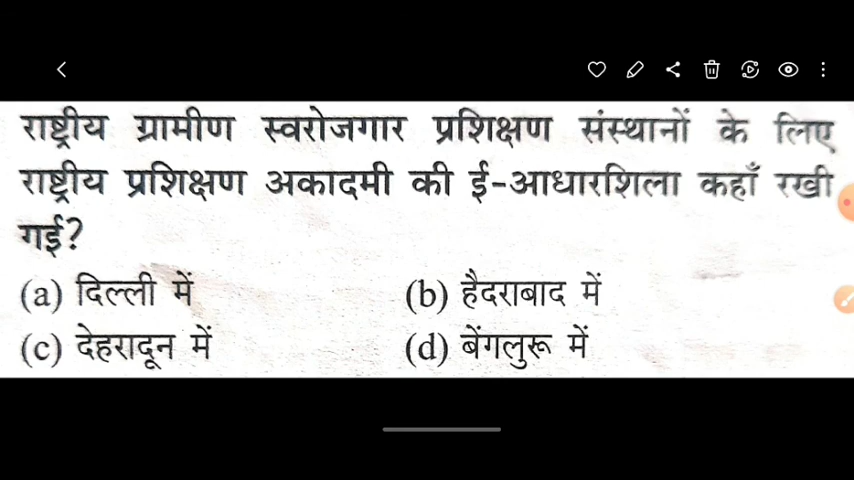 राष्ट्रीय ग्रामीण स्वरोजगार प्रशिक्षण संस्थानों के लिए
राष्ट्रीय प्रशिक्षण अकादमी की ई-आधारशिला कहाँ रखी
गई?
(a) दिल्ली में (b) हैदराबाद में
(c) देहरादून में (d) बेंगलुरू में